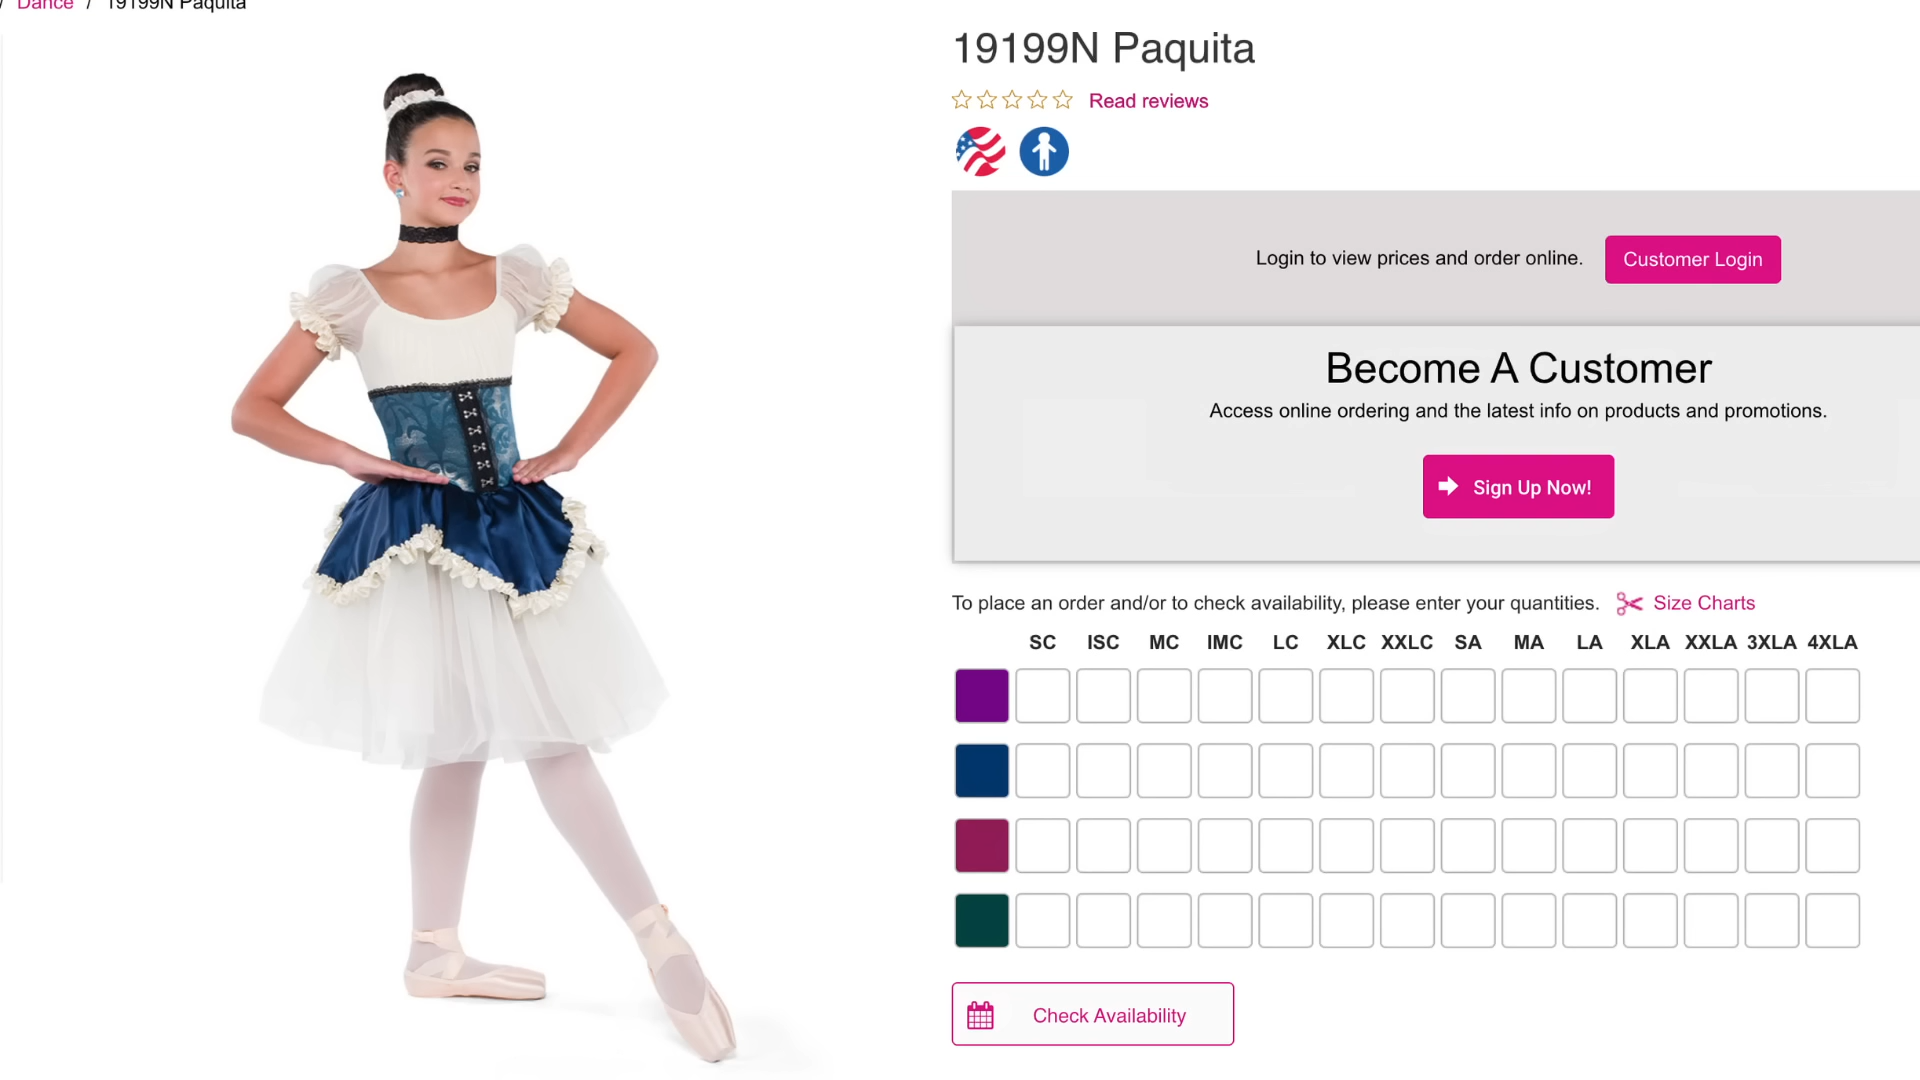 / Dance / 19199N Paquita
19199N Paquita
Read reviews
Login to view prices and order online. Customer Login
Become A Customer
Access online ordering and the latest info on products and promotions.
Sign Up Now!
To place an order and/or to check availability, please enter your quantities. Size Charts
SC ISC MC IMC LC XLC XXLC SA MA LA XLA XXLA 3XLA 4XLA
Check Availability